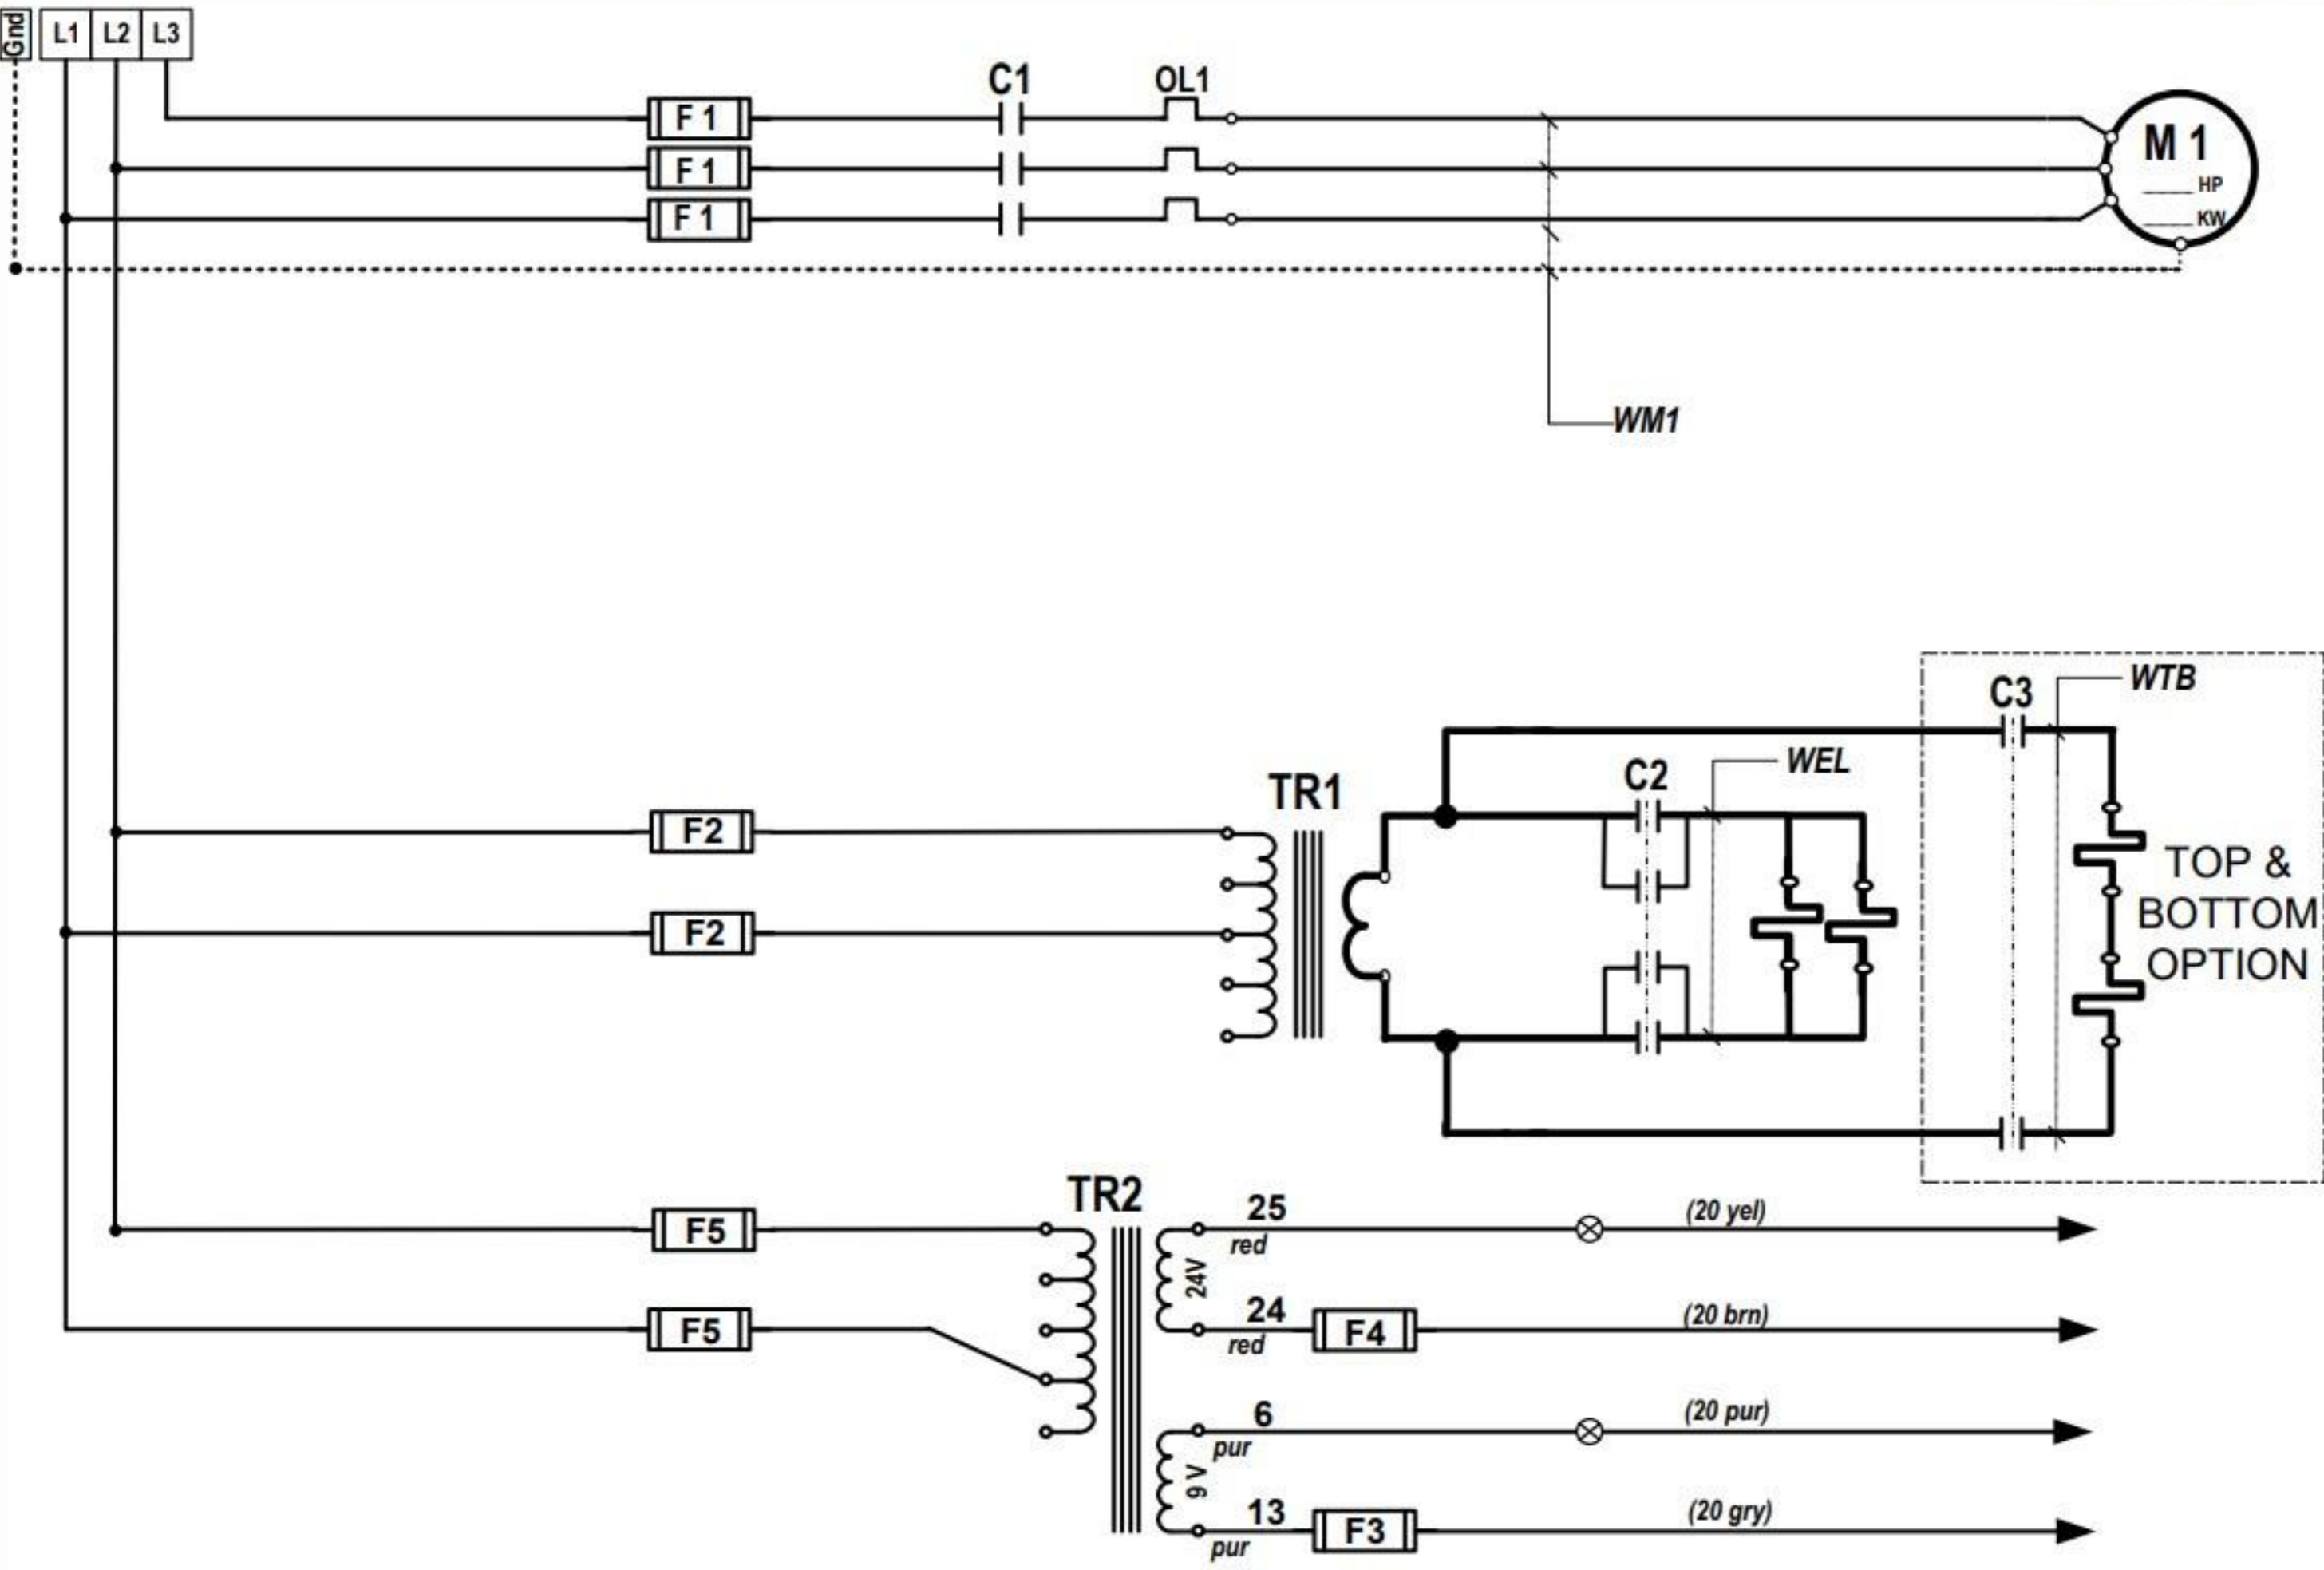 Gnd L1 L2 L3
C1 OL1
F 1
F 1
F 1
M 1
HP
KW
WM1
WTB
C3
WEL
C2
TR1
F2
F2
TOP &
BOTTOM
OPTION
TR2
25
(20 yel)
F5
red
24V
24
(20 brn)
F5
F4
red
6
(20 pur)
pur
9 V
13
(20 gry)
F3
pur